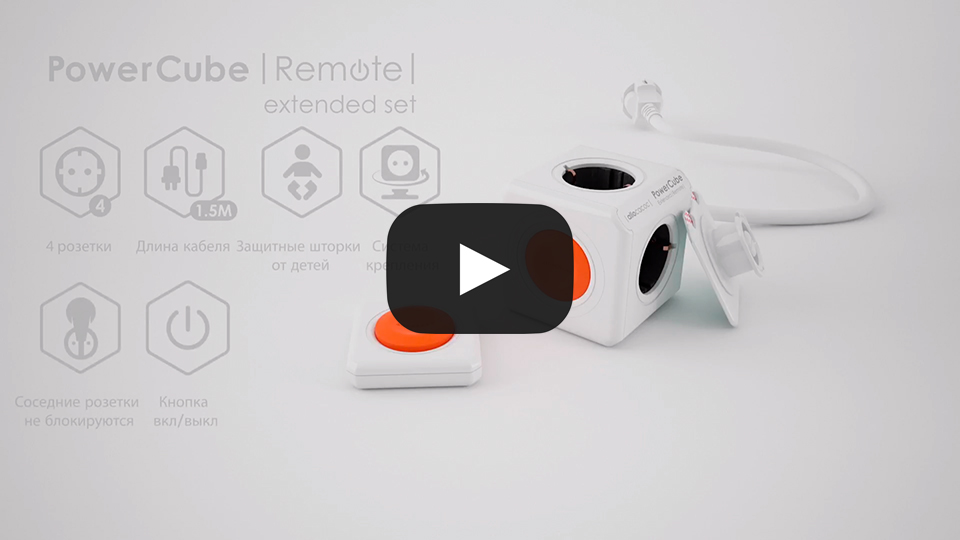 PowerCube |Remote|
extended set
4
1.5M
4 розетки
Длина кабеля
Защитные шторки
от детей
Соседние розетки
не блокируются
Кнопка
вкл/выкл
allocacoc
PowerCube